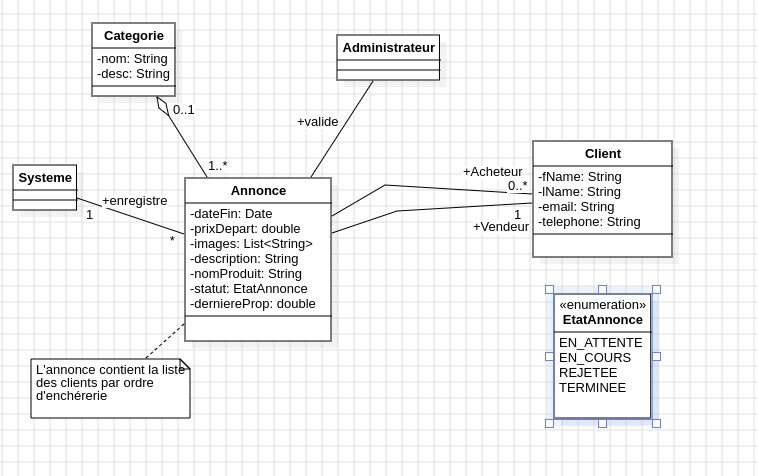 Categorie
-nom: String
-desc: String
0..1
Administrateur
+valide
1..*
Systeme
+enregistre
1
*
Annonce
-dateFin: Date
-prixDepart: double
-images: List<String>
-description: String
-nomProduit: String
-statut: EtatAnnonce
-derniereProp: double
+Acheteur
0..*
1
+Vendeur
Client
-fName: String
-lName: String
-email: String
-telephone: String
«enumeration»
EtatAnnonce
EN_ATTENTE
EN_COURS
REJETEE
TERMINEE
L'annonce contient la liste
des clients par ordre
d'enchérerie